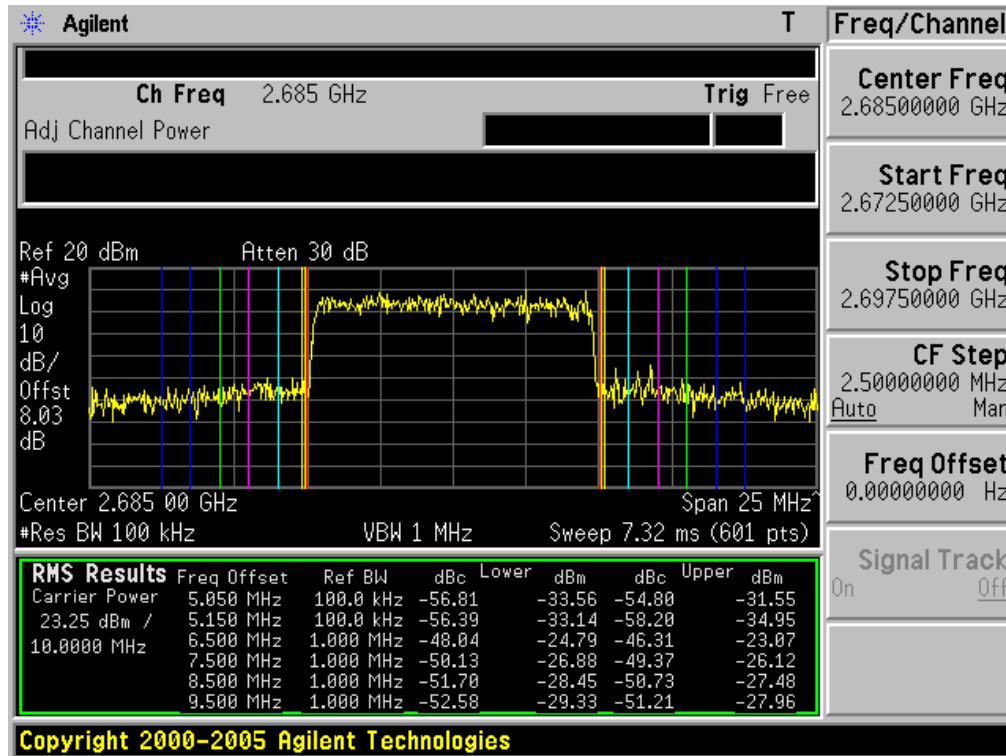 Agilent T Freq/Channel
Ch Freq 2.685 GHz Trig Free
Adj Channel Power
Center Freq
2.68500000 GHz
Start Freq
2.67250000 GHz
Stop Freq
2.69750000 GHz
CF Step
2.50000000 MHz
Auto Man
Freq Offset
0.00000000 Hz
Signal Track
On Off
Ref 20 dBm Atten 30 dB
#Avg
Log
10
dB/
Offst
8.03
dB
Center 2.685 00 GHz Span 25 MHz^
#Res BW 100 kHz VBW 1 MHz Sweep 7.32 ms (601 pts)
RMS Results Freq Offset Ref BW dBc Lower dBm dBc Upper dBm
Carrier Power 5.050 MHz 100.0 kHz -56.81 -33.56 -54.80 -31.55
23.25 dBm / 5.150 MHz 100.0 kHz -56.39 -33.14 -58.20 -34.95
10.0000 MHz 6.500 MHz 1.000 MHz -48.04 -24.79 -46.31 -23.07
7.500 MHz 1.000 MHz -50.13 -26.88 -49.37 -26.12
8.500 MHz 1.000 MHz -51.70 -28.45 -50.73 -27.48
9.500 MHz 1.000 MHz -52.58 -29.33 -51.21 -27.96
Copyright 2000-2005 Agilent Technologies